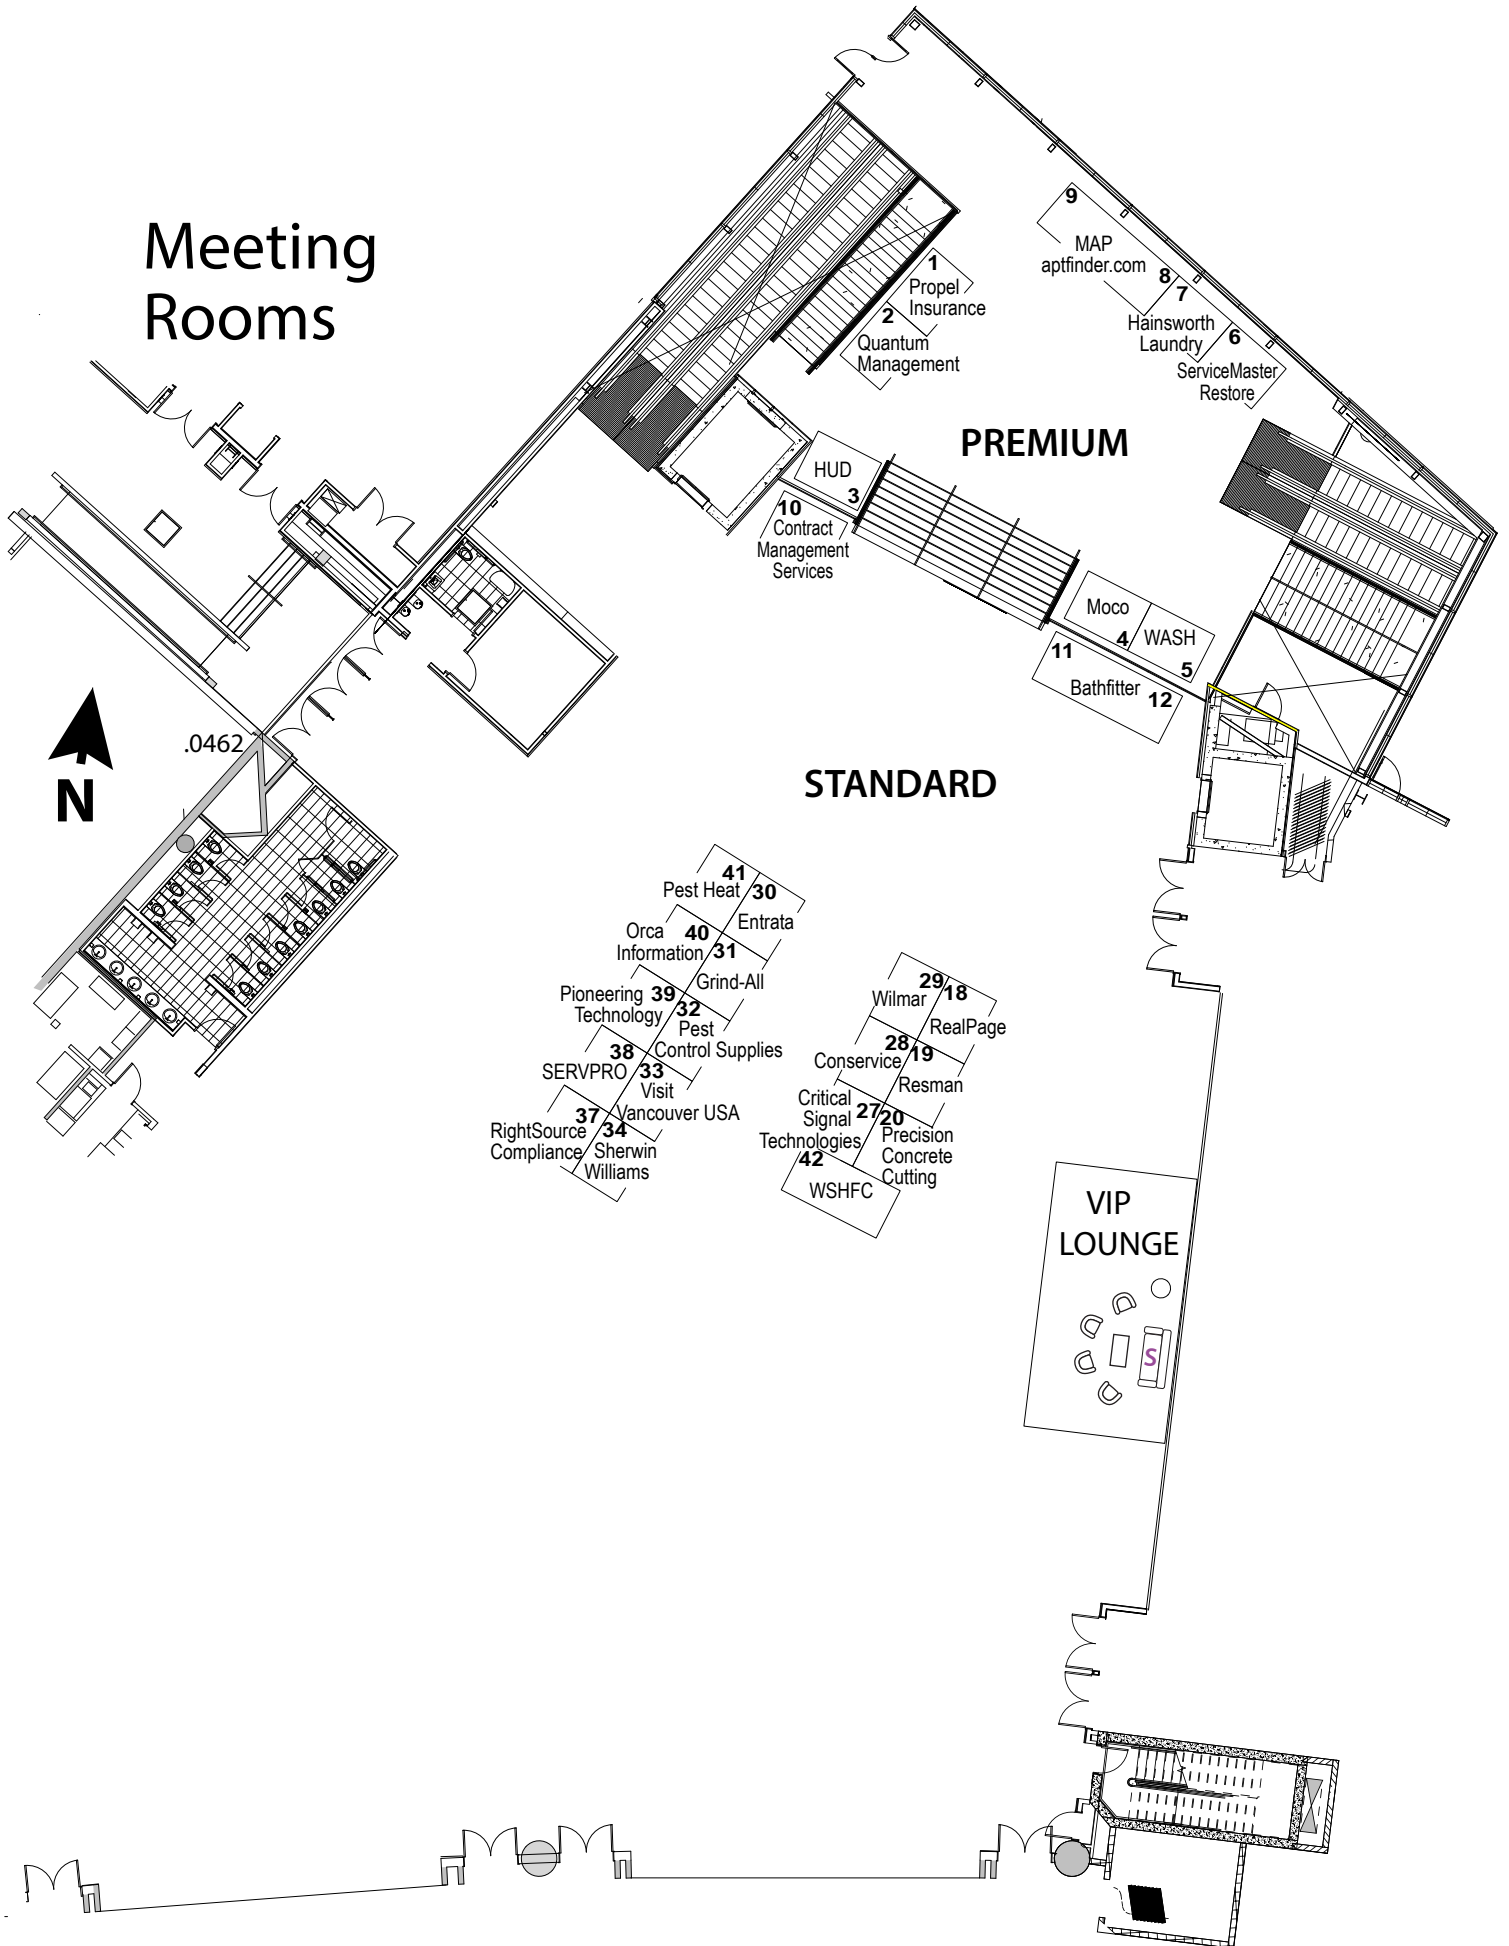 Meeting
Rooms
9
MAP
aptfinder.com
8
7
Hainsworth
Laundry
6
ServiceMaster
Restore
1
Propel
Insurance
2
Quantum
Management
PREMIUM
HUD
3
10
Contract
Management
Services
Moco
4
WASH
5
11
Bathfitter
12
.0462
N
STANDARD
41
Pest Heat
30
Entrata
40
Orca
Information
31
Grind-All
39
Pioneering
Technology
32
Pest
Control Supplies
38
SERVPRO
33
Visit
Vancouver USA
37
RightSource
Compliance
34
Sherwin
Williams
29
Wilmar
18
RealPage
28
Conservice
19
Resman
27
Critical
Signal
Technologies
20
Precision
Concrete
Cutting
42
WSHFC
VIP
LOUNGE
S